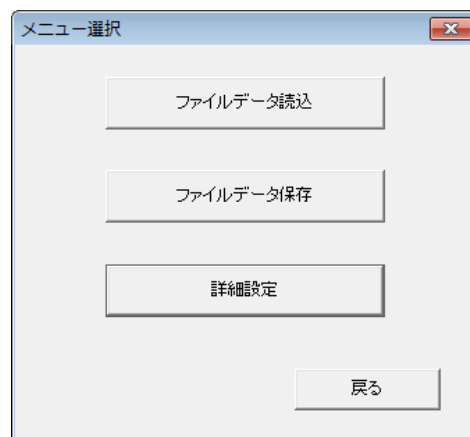 メニュー選択
ファイルデータ読込
ファイルデータ保存
詳細設定
戻る